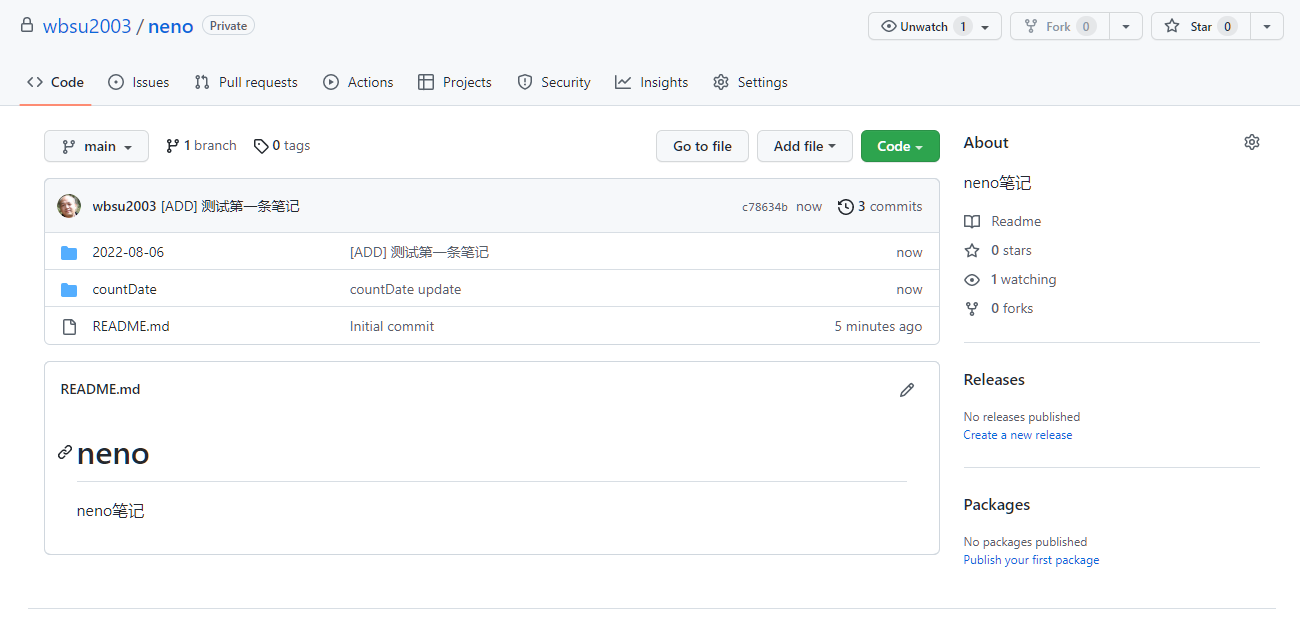 wbsu2003 / neno Private
Unwatch 1 Fork 0 Star 0
Code Issues Pull requests Actions Projects Security Insights Settings
main 1 branch 0 tags Go to file Add file Code
wbsu2003 [ADD] 测试第一条笔记 c78634b now 3 commits
2022-08-06 [ADD] 测试第一条笔记 now
countDate countDate update now
README.md Initial commit 5 minutes ago
README.md
neno
neno笔记
About
neno笔记
Readme
0 stars
1 watching
0 forks
Releases
No releases published
Create a new release
Packages
No packages published
Publish your first package